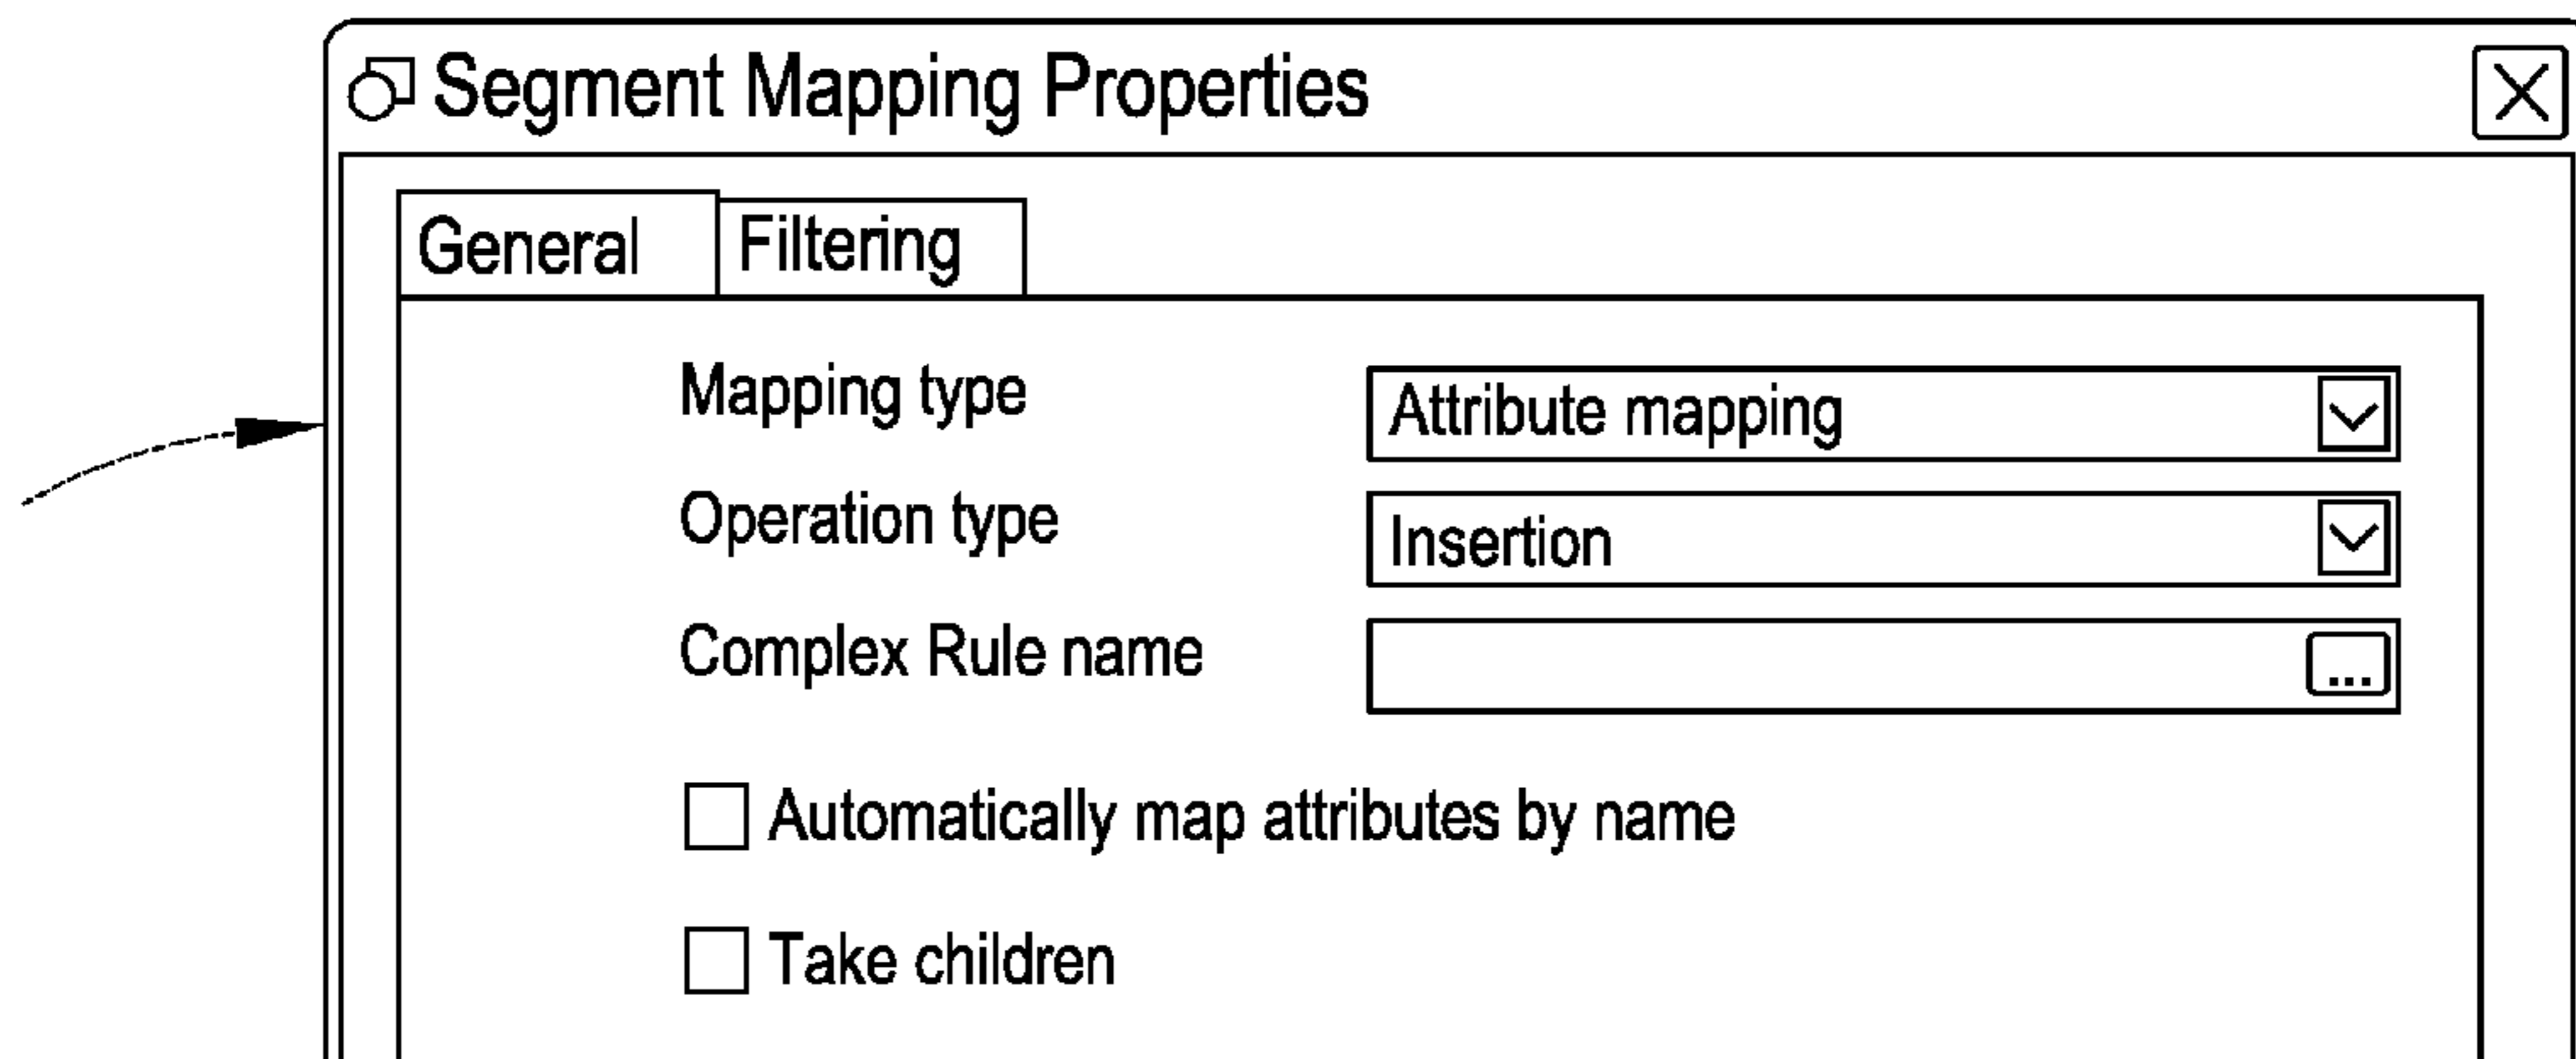 Segment Mapping Properties
General Filtering
Mapping type Attribute mapping
Operation type Insertion
Complex Rule name ...
Automatically map attributes by name
Take children